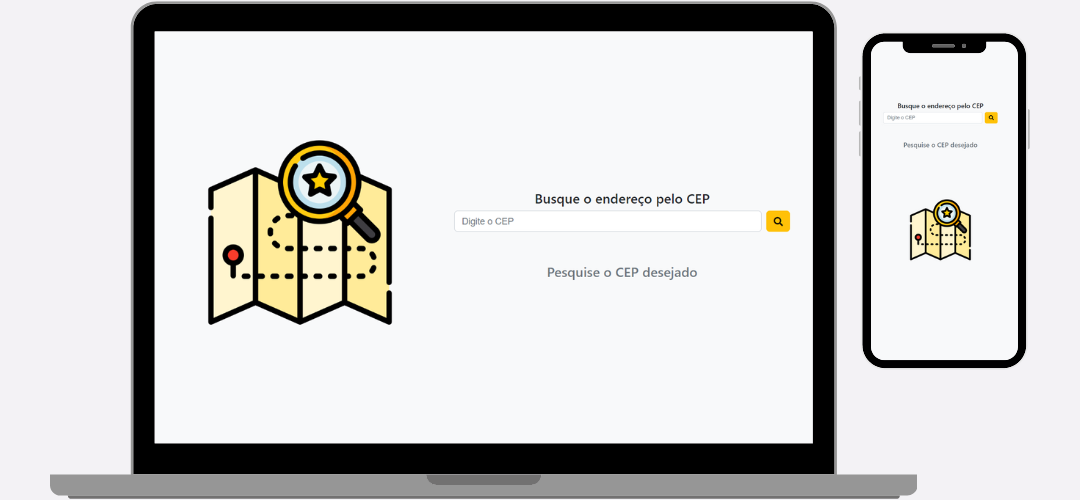 Busque o endereço pelo CEP
Digite o CEP
Pesquise o CEP desejado
Busque o endereço pelo CEP
Digite o CEP
Pesquise o CEP desejado